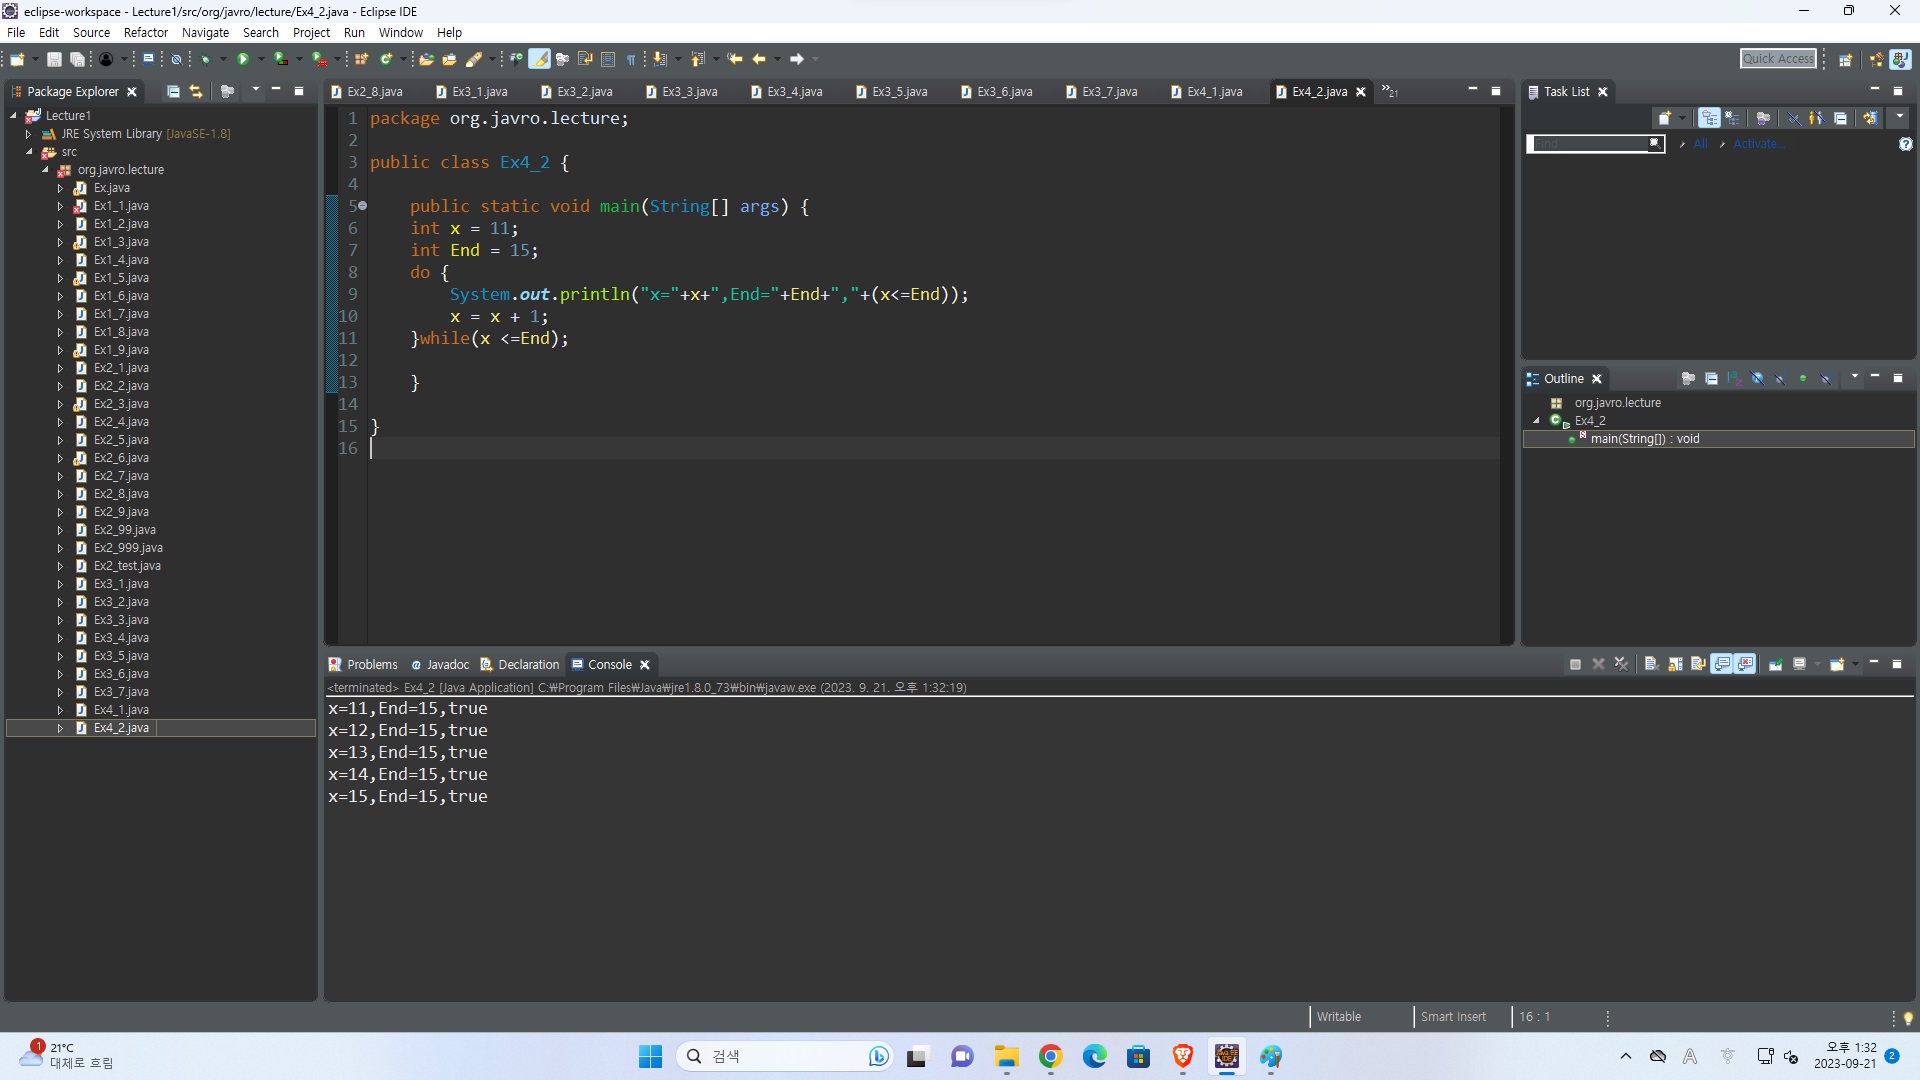 eclipse-workspace - Lecture1/src/org/javro/lecture/Ex4_2.java - Eclipse IDE
File Edit Source Refactor Navigate Search Project Run Window Help
Quick Access
Package Explorer
Lecture1
JRE System Library [JavaSE-1.8]
src
org.javro.lecture
Ex.java
Ex1_1.java
Ex1_2.java
Ex1_3.java
Ex1_4.java
Ex1_5.java
Ex1_6.java
Ex1_7.java
Ex1_8.java
Ex1_9.java
Ex2_1.java
Ex2_2.java
Ex2_3.java
Ex2_4.java
Ex2_5.java
Ex2_6.java
Ex2_7.java
Ex2_8.java
Ex2_9.java
Ex2_99.java
Ex2_999.java
Ex2_test.java
Ex3_1.java
Ex3_2.java
Ex3_3.java
Ex3_4.java
Ex3_5.java
Ex3_6.java
Ex3_7.java
Ex4_1.java
Ex4_2.java
Ex2_8.java Ex3_1.java Ex3_2.java Ex3_3.java Ex3_4.java Ex3_5.java Ex3_6.java Ex3_7.java Ex4_1.java Ex4_2.java »21
1 package org.javro.lecture;
2
3 public class Ex4_2 {
4
5     public static void main(String[] args) {
6     int x = 11;
7     int End = 15;
8     do {
9         System.out.println("x="+x+",End="+End+","+(x<=End));
10         x = x + 1;
11     }while(x <=End);
12
13     }
14
15 }
16
Task List
Find All Activate...
Outline
org.javro.lecture
Ex4_2
main(String[]) : void
Problems Javadoc Declaration Console
<terminated> Ex4_2 [Java Application] C:₩Program Files₩Java₩jre1.8.0_73₩bin₩javaw.exe (2023. 9. 21. 오후 1:32:19)
x=11,End=15,true
x=12,End=15,true
x=13,End=15,true
x=14,End=15,true
x=15,End=15,true
Writable Smart Insert 16 : 1
1
21°C
대체로 흐림
검색
A
오후 1:32
2023-09-21
2